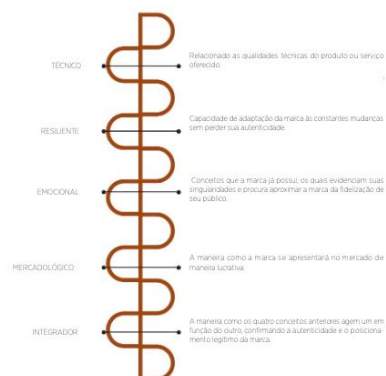 TÉCNICO
Relacionado as qualidades técnicas do produto ou serviço
oferecido.
RESILIENTE
Capacidade de adaptação da marca às constantes mudanças
sem perder sua autenticidade.
EMOCIONAL
Conceitos que a marca já possui, os quais evidenciam suas
singularidades e procura aproximar a marca da fidelização de
seu público.
MERCADOLÓGICO
A maneira como a marca se apresentará no mercado de
maneira lucrativa.
INTEGRADOR
A maneira como os quatro conceitos anteriores agem um em
função do outro, confirmando a autenticidade e o posiciona-
mento legítimo da marca.